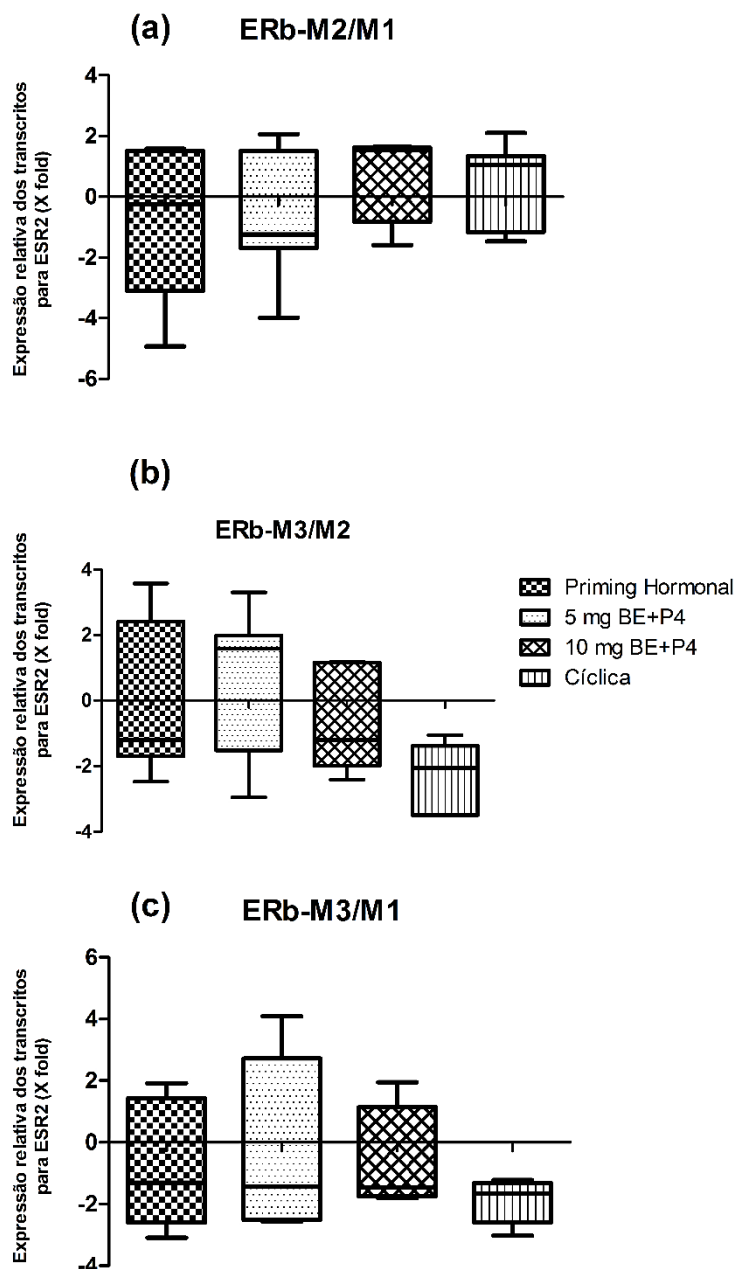 (a) ERb-M2/M1
Expressão relativa dos transcritos
para ESR2 (X fold)
4
2
0
-2
-4
-6
(b)
ERb-M3/M2
Expressão relativa dos transcritos
para ESR2 (X fold)
4
2
0
-2
-4
Priming Hormonal
5 mg BE+P4
10 mg BE+P4
Cíclica
(c) ERb-M3/M1
Expressão relativa dos transcritos
para ESR2 (X fold)
6
4
2
0
-2
-4